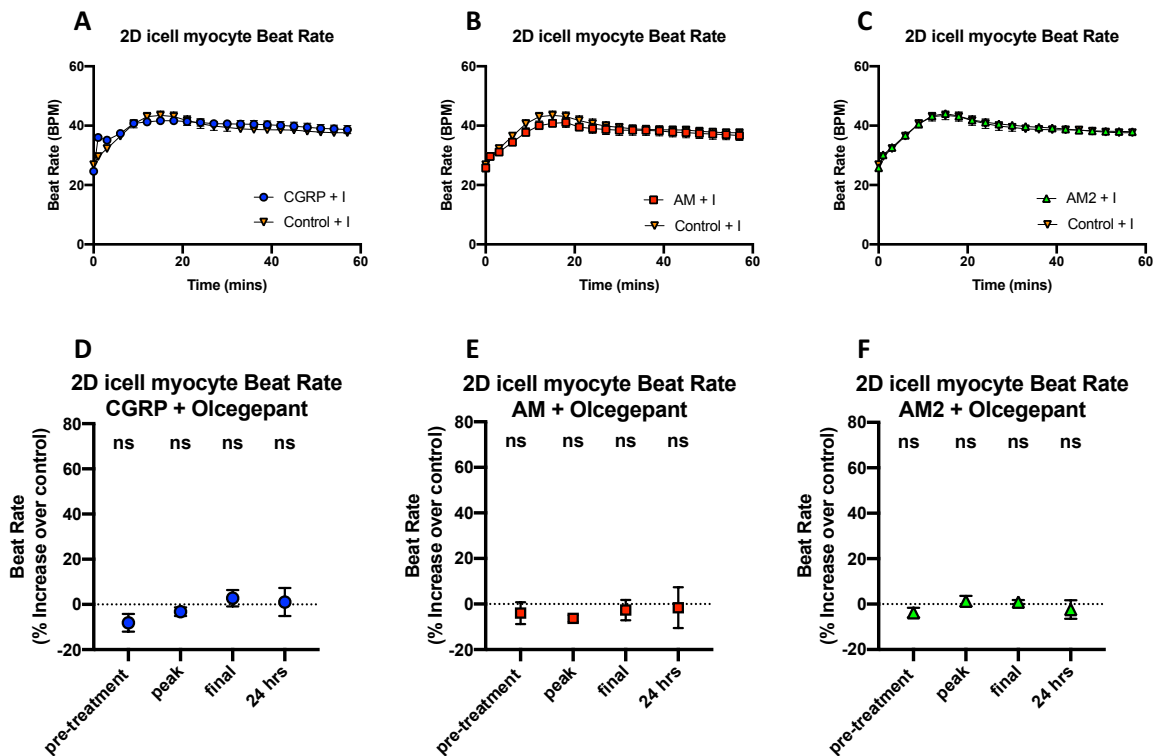 A
2D icell myocyte Beat Rate
Beat Rate (BPM)
60
40
20
0
0
20
40
60
Time (mins)
CGRP + I
Control + I
B
2D icell myocyte Beat Rate
Beat Rate (BPM)
60
40
20
0
0
20
40
60
Time (mins)
AM + I
Control + I
C
2D icell myocyte Beat Rate
Beat Rate (BPM)
60
40
20
0
0
20
40
60
Time (mins)
AM2 + I
Control + I
D
2D icell myocyte Beat Rate
CGRP + Olcegepant
Beat Rate
(% Increase over control)
80
60
40
20
0
-20
ns ns ns ns
pre-treatment
peak
final
24 hrs
E
2D icell myocyte Beat Rate
AM + Olcegepant
Beat Rate
(% Increase over control)
80
60
40
20
0
-20
ns ns ns ns
pre-treatment
peak
final
24 hrs
F
2D icell myocyte Beat Rate
AM2 + Olcegepant
Beat Rate
(% Increase over control)
80
60
40
20
0
-20
ns ns ns ns
pre-treatment
peak
final
24 hrs